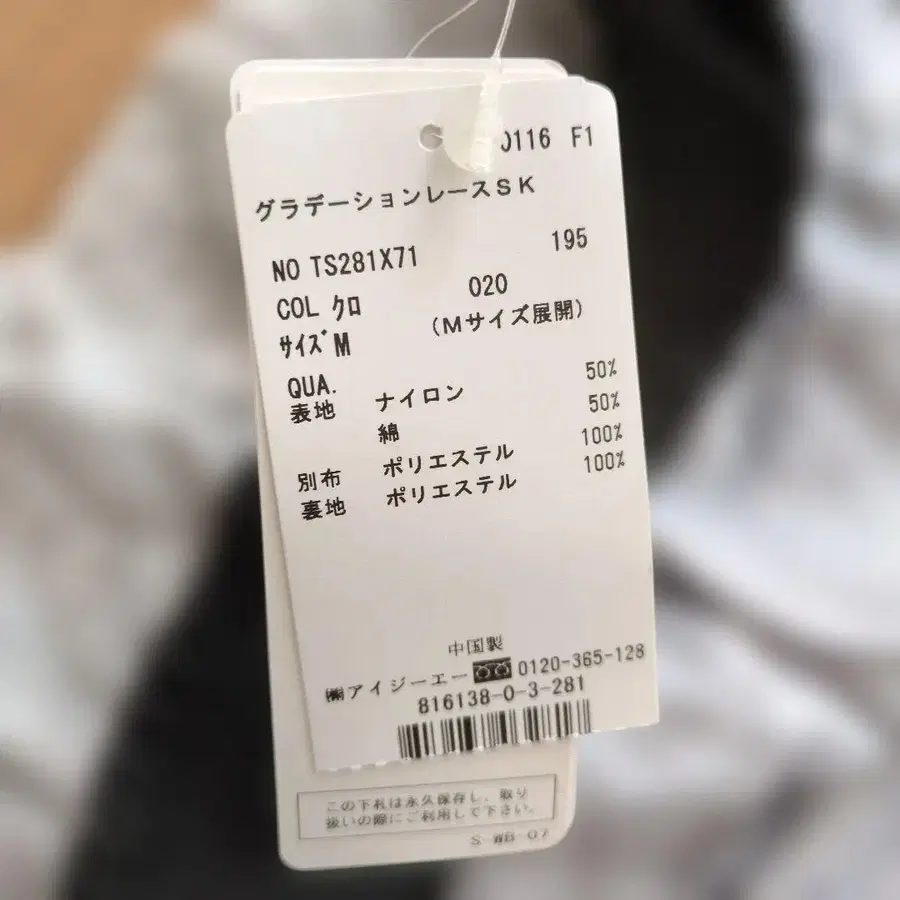 0116 F1
グラデーションレースSK
NO TS281X71 195
COL クロ 020
サイズ M (Mサイズ展開)
QUA.
表地 ナイロン 50%
綿 50%
別布 ポリエステル 100%
裏地 ポリエステル 100%
中国製
㈱アイジーエー 0120-365-128
816138-0-3-281
この下札は永久保存し、取り
扱いの際にご利用して下さい。
S-WB-07